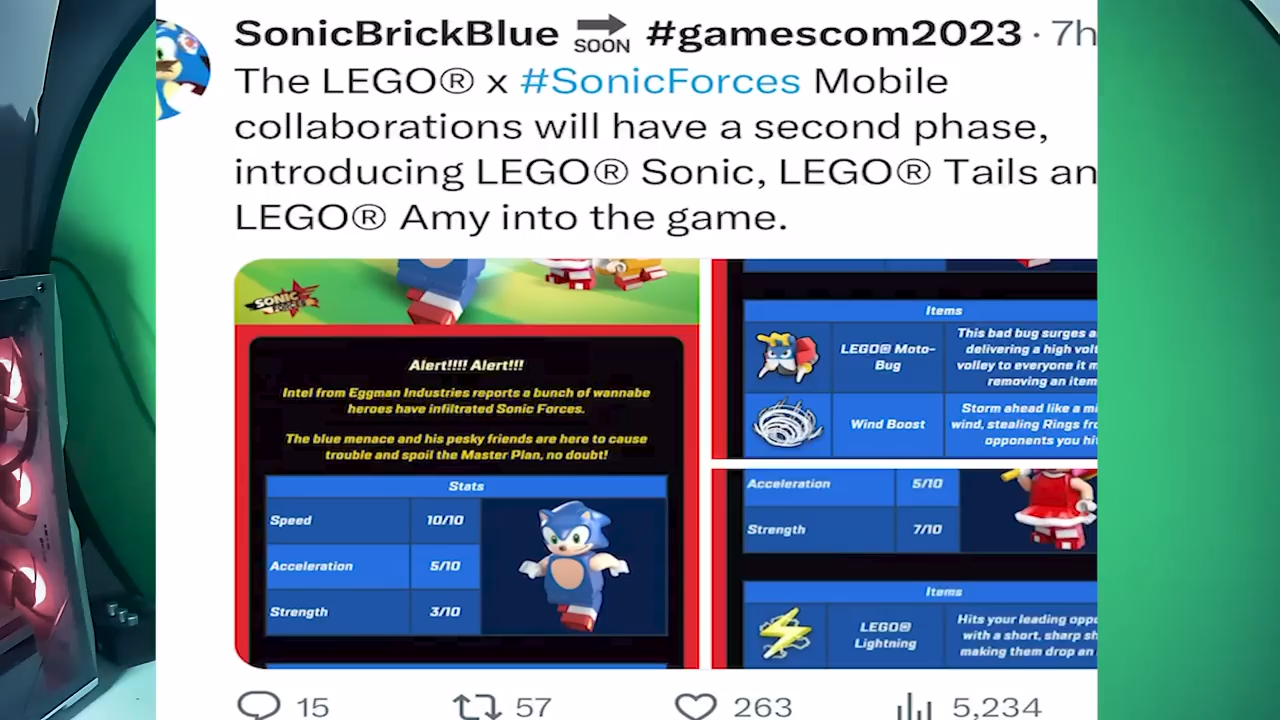 SonicBrickBlue SOON #gamescom2023 · 7h
The LEGO® x #SonicForces Mobile
collaborations will have a second phase,
introducing LEGO® Sonic, LEGO® Tails an
LEGO® Amy into the game.
SONIC
Alert!!!! Alert!!!
Intel from Eggman Industries reports a bunch of wannabe
heroes have infiltrated Sonic Forces.
The blue menace and his pesky friends are here to cause
trouble and spoil the Master Plan, no doubt!
Stats
Speed 10/10
Acceleration 5/10
Strength 3/10
Items
LEGO® Moto-
Bug
This bad bug surges a
delivering a high volt
volley to everyone it m
removing an item
Wind Boost
Storm ahead like a mi
wind, stealing Rings fro
opponents you hit
Acceleration 5/10
Strength 7/10
Items
LEGO®
Lightning
Hits your leading oppo
with a short, sharp sh
making them drop an
15 57 263 5,234